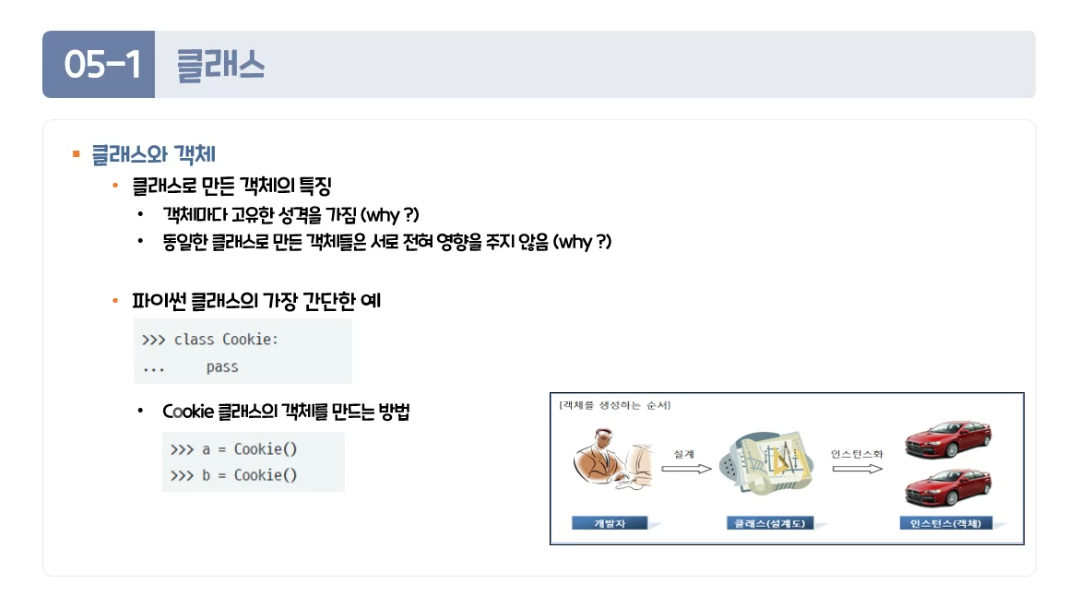 05-1 클래스
클래스와 객체
클래스로 만든 객체의 특징
객체마다 고유한 성격을 가짐 (why ?)
동일한 클래스로 만든 객체들은 서로 전혀 영향을 주지 않음 (why ?)
파이썬 클래스의 가장 간단한 예
>>> class Cookie:
... pass
Cookie 클래스의 객체를 만드는 방법
>>> a = Cookie()
>>> b = Cookie()
[객체를 생성하는 순서]
설계 인스턴스화
개발자 클래스(설계도) 인스턴스(객체)